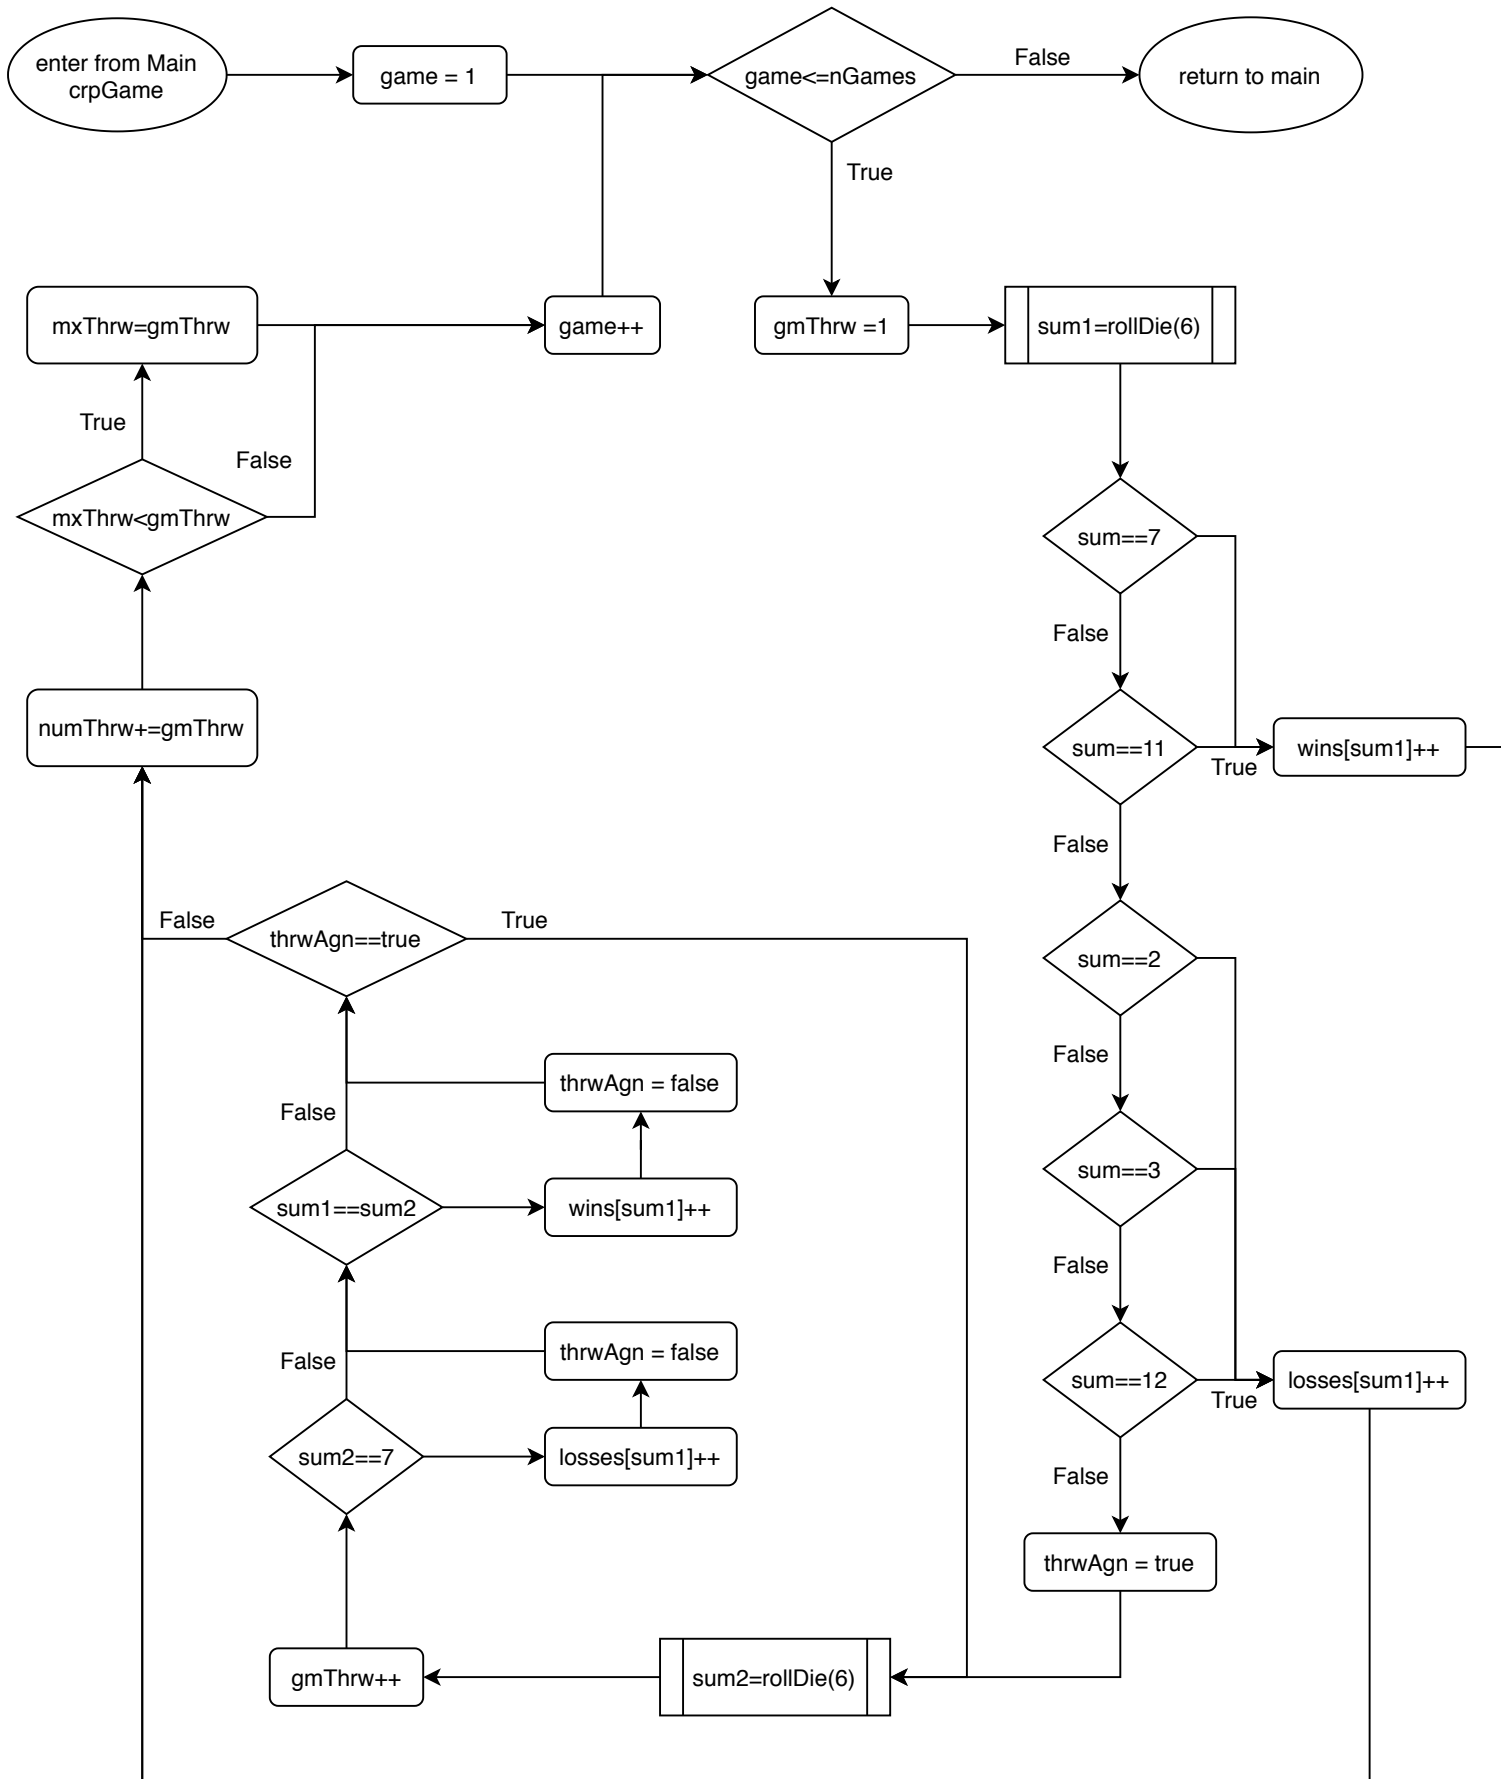 enter from Main
crpGame
game = 1
game<=nGames
False
return to main
True
mxThrw=gmThrw
game++
gmThrw =1
sum1=rollDie(6)
True
False
mxThrw<gmThrw
sum==7
False
numThrw+=gmThrw
sum==11
True
wins[sum1]++
False
False
thrwAgn==true
True
sum==2
False
thrwAgn = false
False
sum1==sum2
wins[sum1]++
sum==3
False
thrwAgn = false
False
sum==12
True
losses[sum1]++
sum2==7
losses[sum1]++
False
thrwAgn = true
gmThrw++
sum2=rollDie(6)